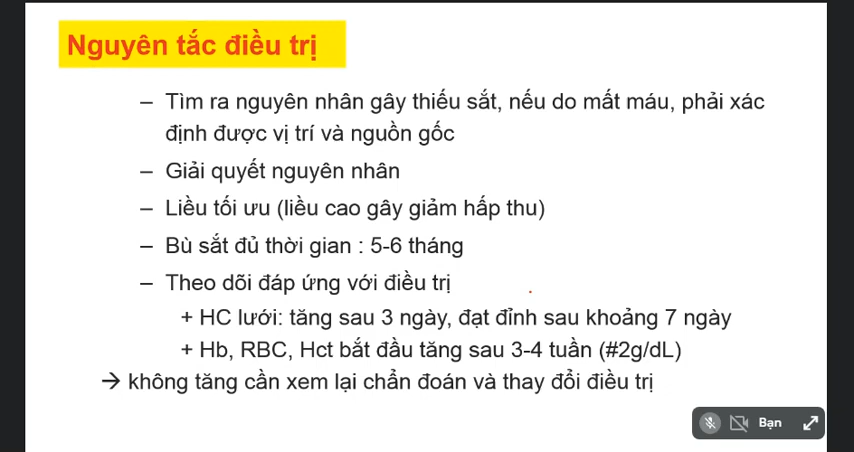 Nguyên tắc điều trị
– Tìm ra nguyên nhân gây thiếu sắt, nếu do mất máu, phải xác
định được vị trí và nguồn gốc
– Giải quyết nguyên nhân
– Liều tối ưu (liều cao gây giảm hấp thu)
– Bù sắt đủ thời gian : 5-6 tháng
– Theo dõi đáp ứng với điều trị
+ HC lưới: tăng sau 3 ngày, đạt đỉnh sau khoảng 7 ngày
+ Hb, RBC, Hct bắt đầu tăng sau 3-4 tuần (#2g/dL)
→ không tăng cần xem lại chẩn đoán và thay đổi điều trị
Bạn